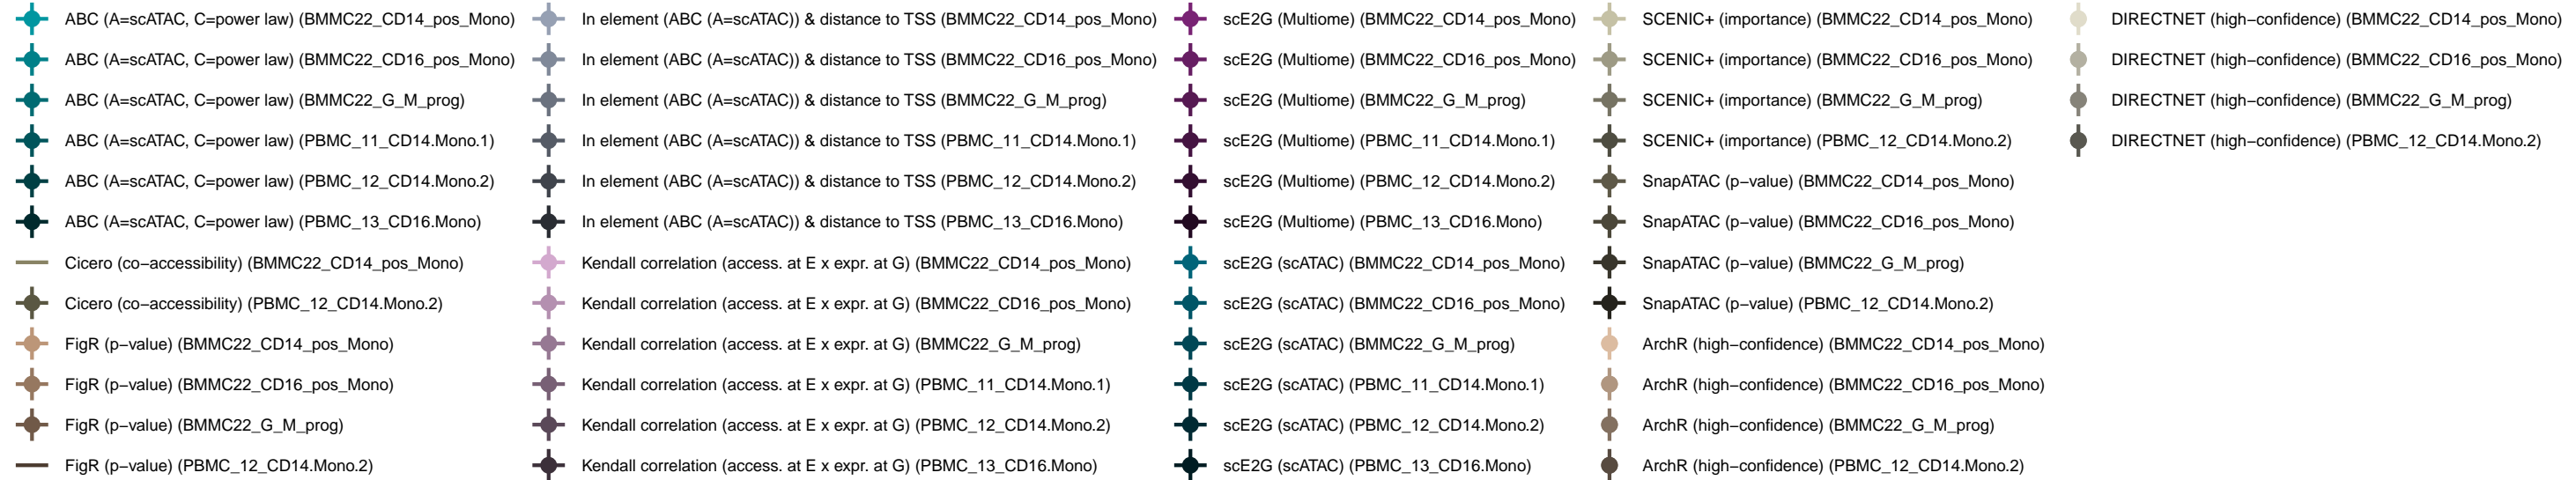 ABC (A=scATAC, C=power law) (BMMC22_CD14_pos_Mono)
ABC (A=scATAC, C=power law) (BMMC22_CD16_pos_Mono)
ABC (A=scATAC, C=power law) (BMMC22_G_M_prog)
ABC (A=scATAC, C=power law) (PBMC_11_CD14.Mono.1)
ABC (A=scATAC, C=power law) (PBMC_12_CD14.Mono.2)
ABC (A=scATAC, C=power law) (PBMC_13_CD16.Mono)
Cicero (co−accessibility) (BMMC22_CD14_pos_Mono)
Cicero (co−accessibility) (PBMC_12_CD14.Mono.2)
FigR (p−value) (BMMC22_CD14_pos_Mono)
FigR (p−value) (BMMC22_CD16_pos_Mono)
FigR (p−value) (BMMC22_G_M_prog)
FigR (p−value) (PBMC_12_CD14.Mono.2)
In element (ABC (A=scATAC)) & distance to TSS (BMMC22_CD14_pos_Mono)
In element (ABC (A=scATAC)) & distance to TSS (BMMC22_CD16_pos_Mono)
In element (ABC (A=scATAC)) & distance to TSS (BMMC22_G_M_prog)
In element (ABC (A=scATAC)) & distance to TSS (PBMC_11_CD14.Mono.1)
In element (ABC (A=scATAC)) & distance to TSS (PBMC_12_CD14.Mono.2)
In element (ABC (A=scATAC)) & distance to TSS (PBMC_13_CD16.Mono)
Kendall correlation (access. at E x expr. at G) (BMMC22_CD14_pos_Mono)
Kendall correlation (access. at E x expr. at G) (BMMC22_CD16_pos_Mono)
Kendall correlation (access. at E x expr. at G) (BMMC22_G_M_prog)
Kendall correlation (access. at E x expr. at G) (PBMC_11_CD14.Mono.1)
Kendall correlation (access. at E x expr. at G) (PBMC_12_CD14.Mono.2)
Kendall correlation (access. at E x expr. at G) (PBMC_13_CD16.Mono)
scE2G (Multiome) (BMMC22_CD14_pos_Mono)
scE2G (Multiome) (BMMC22_CD16_pos_Mono)
scE2G (Multiome) (BMMC22_G_M_prog)
scE2G (Multiome) (PBMC_11_CD14.Mono.1)
scE2G (Multiome) (PBMC_12_CD14.Mono.2)
scE2G (Multiome) (PBMC_13_CD16.Mono)
scE2G (scATAC) (BMMC22_CD14_pos_Mono)
scE2G (scATAC) (BMMC22_CD16_pos_Mono)
scE2G (scATAC) (BMMC22_G_M_prog)
scE2G (scATAC) (PBMC_11_CD14.Mono.1)
scE2G (scATAC) (PBMC_12_CD14.Mono.2)
scE2G (scATAC) (PBMC_13_CD16.Mono)
SCENIC+ (importance) (BMMC22_CD14_pos_Mono)
SCENIC+ (importance) (BMMC22_CD16_pos_Mono)
SCENIC+ (importance) (BMMC22_G_M_prog)
SCENIC+ (importance) (PBMC_12_CD14.Mono.2)
SnapATAC (p−value) (BMMC22_CD14_pos_Mono)
SnapATAC (p−value) (BMMC22_CD16_pos_Mono)
SnapATAC (p−value) (BMMC22_G_M_prog)
SnapATAC (p−value) (PBMC_12_CD14.Mono.2)
ArchR (high−confidence) (BMMC22_CD14_pos_Mono)
ArchR (high−confidence) (BMMC22_CD16_pos_Mono)
ArchR (high−confidence) (BMMC22_G_M_prog)
ArchR (high−confidence) (PBMC_12_CD14.Mono.2)
DIRECTNET (high−confidence) (BMMC22_CD14_pos_Mono)
DIRECTNET (high−confidence) (BMMC22_CD16_pos_Mono)
DIRECTNET (high−confidence) (BMMC22_G_M_prog)
DIRECTNET (high−confidence) (PBMC_12_CD14.Mono.2)